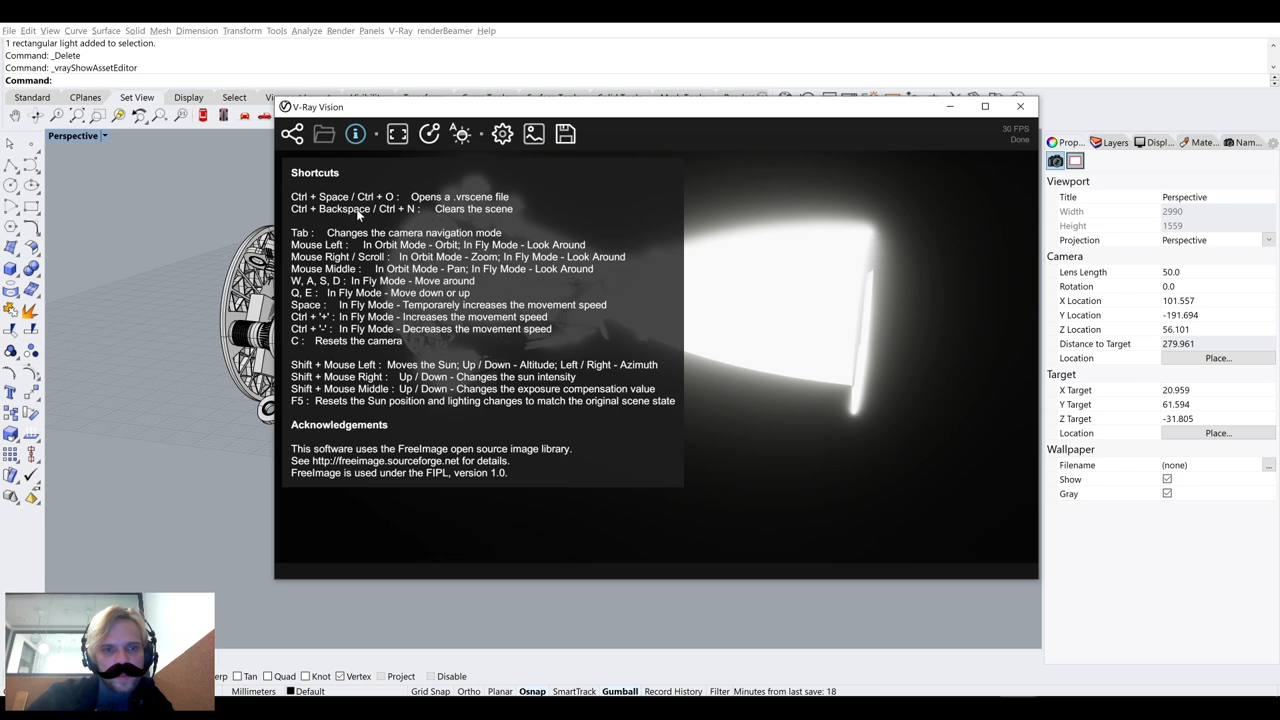 File Edit View Curve Surface Solid Mesh Dimension Transform Tools Analyze Render Panels V-Ray renderBeamer Help
1 rectangular light added to selection.
Command: _Delete
Command: _vrayShowAssetEditor
Command:
Standard CPlanes Set View Display Select
V-Ray Vision
Perspective
30 FPS
Done
Shortcuts
Ctrl + Space / Ctrl + O : Opens a .vrscene file
Ctrl + Backspace / Ctrl + N : Clears the scene
Tab : Changes the camera navigation mode
Mouse Left : In Orbit Mode - Orbit; In Fly Mode - Look Around
Mouse Right / Scroll : In Orbit Mode - Zoom; In Fly Mode - Look Around
Mouse Middle : In Orbit Mode - Pan; In Fly Mode - Look Around
W, A, S, D : In Fly Mode - Move around
Q, E : In Fly Mode - Move down or up
Space : In Fly Mode - Temporarely increases the movement speed
Ctrl + '+' : In Fly Mode - Increases the movement speed
Ctrl + '-' : In Fly Mode - Decreases the movement speed
C : Resets the camera
Shift + Mouse Left : Moves the Sun; Up / Down - Altitude; Left / Right - Azimuth
Shift + Mouse Right : Up / Down - Changes the sun intensity
Shift + Mouse Middle : Up / Down - Changes the exposure compensation value
F5 : Resets the Sun position and lighting changes to match the original scene state
Acknowledgements
This software uses the FreeImage open source image library.
See http://freeimage.sourceforge.net for details.
FreeImage is used under the FIPL, version 1.0.
Prop... Layers Displ... Mate... Nam...
Viewport
Title Perspective
Width 2990
Height 1559
Projection Perspective
Camera
Lens Length 50.0
Rotation 0.0
X Location 101.557
Y Location -191.694
Z Location 56.101
Distance to Target 279.961
Location Place...
Target
X Target 20.959
Y Target 61.594
Z Target -31.805
Location Place...
Wallpaper
Filename (none) ...
Show
Gray
erp Tan Quad Knot Vertex Project Disable
Millimeters Default Grid Snap Ortho Planar Osnap SmartTrack Gumball Record History Filter Minutes from last save: 18